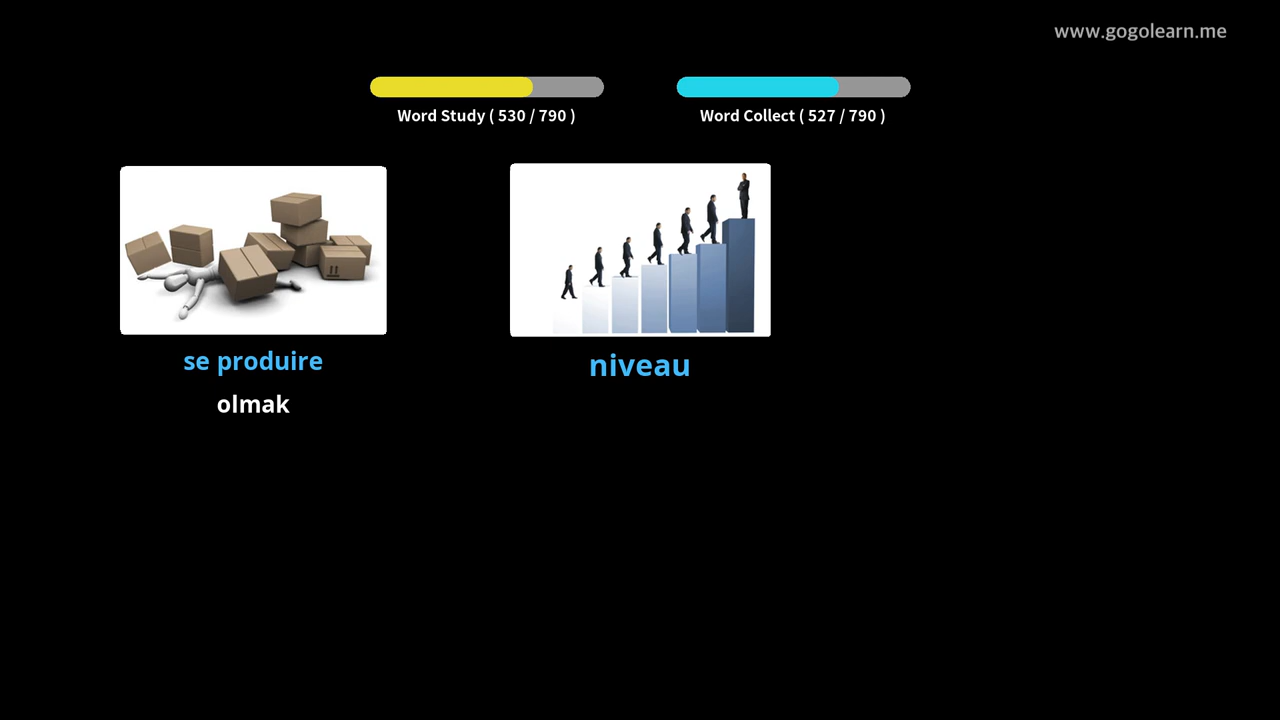 www.gogolearn.me
Word Study ( 530 / 790 )
Word Collect ( 527 / 790 )
se produire
olmak
niveau